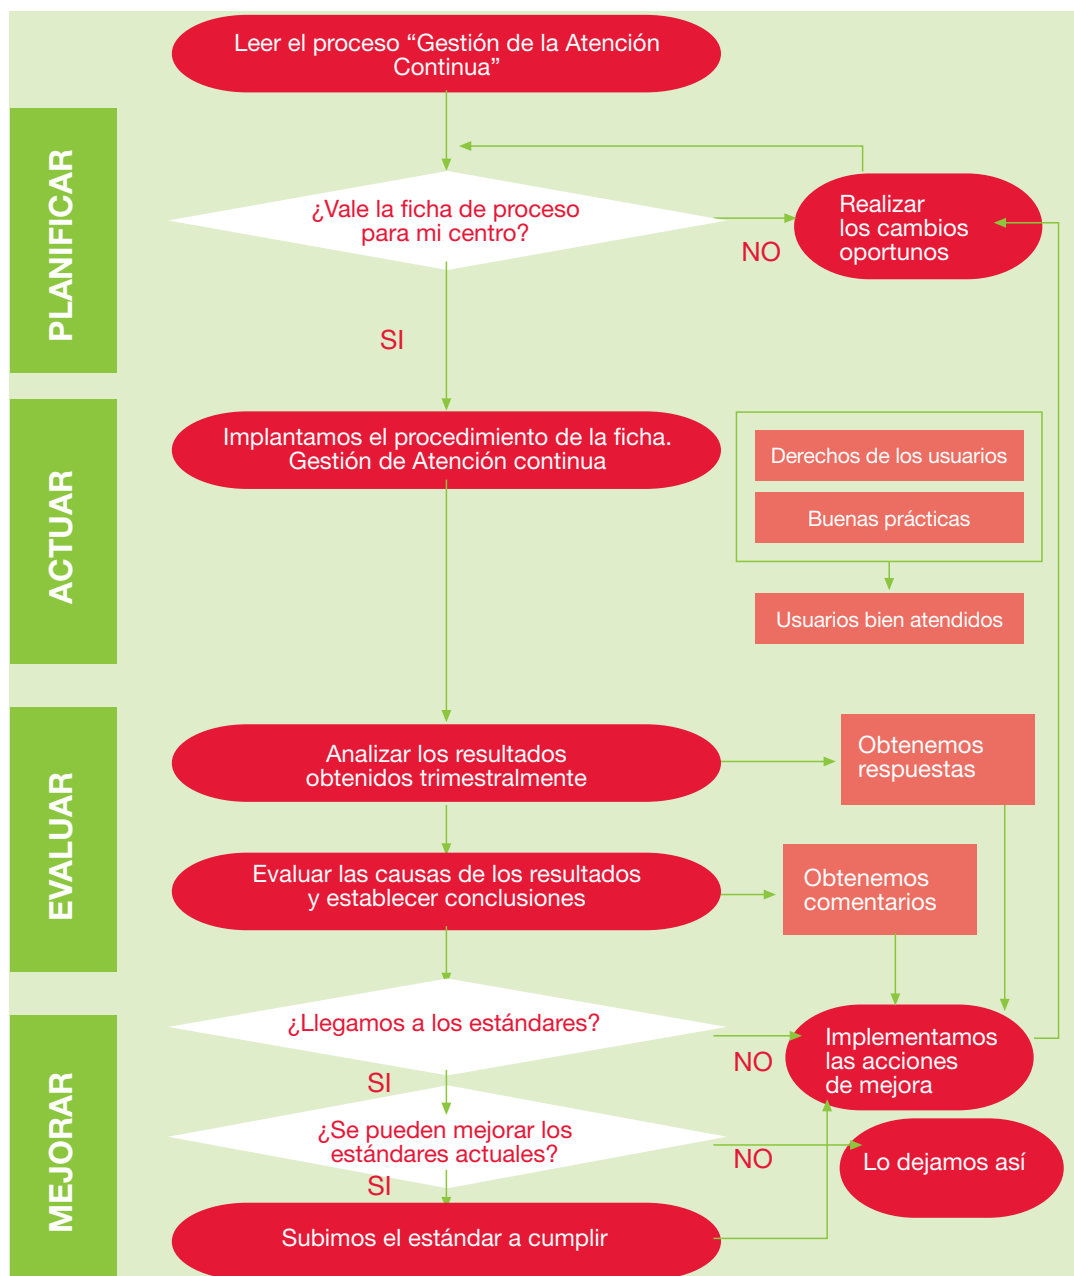 Leer el proceso “Gestión de la Atención
Continua”
PLANIFICAR
¿Vale la ficha de proceso
para mi centro?
NO
Realizar
los cambios
oportunos
SI
ACTUAR
Implantamos el procedimiento de la ficha.
Gestión de Atención continua
Derechos de los usuarios
Buenas prácticas
Usuarios bien atendidos
EVALUAR
Analizar los resultados
obtenidos trimestralmente
Obtenemos
respuestas
Evaluar las causas de los resultados
y establecer conclusiones
Obtenemos
comentarios
MEJORAR
¿Llegamos a los estándares?
NO
Implementamos
las acciones
de mejora
SI
¿Se pueden mejorar los
estándares actuales?
NO
Lo dejamos así
SI
Subimos el estándar a cumplir